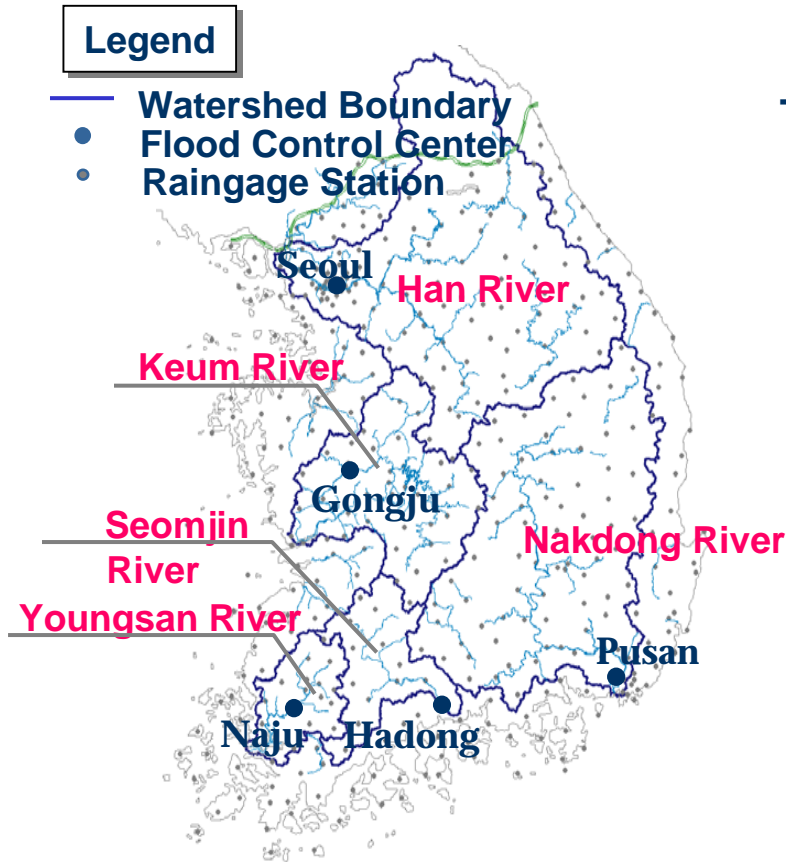 Legend
Watershed Boundary
Flood Control Center
Raingage Station
Seoul
Han River
Keum River
Gongju
Seomjin
River
Nakdong River
Youngsan River
Pusan
Naju
Hadong